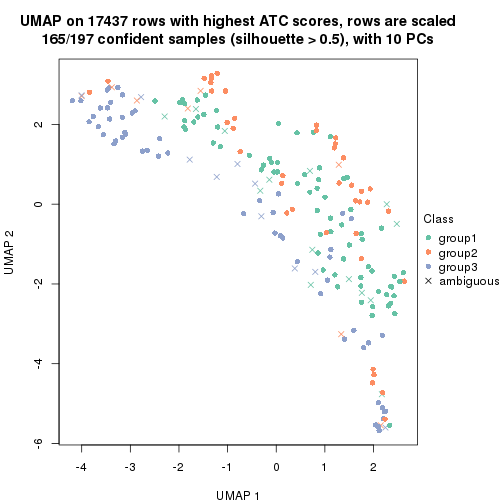 UMAP on 17437 rows with highest ATC scores, rows are scaled
165/197 confident samples (silhouette > 0.5), with 10 PCs
2
0
-2
-4
-6
UMAP 2
-4
-3
-2
-1
0
1
2
UMAP 1
Class
group1
group2
group3
ambiguous